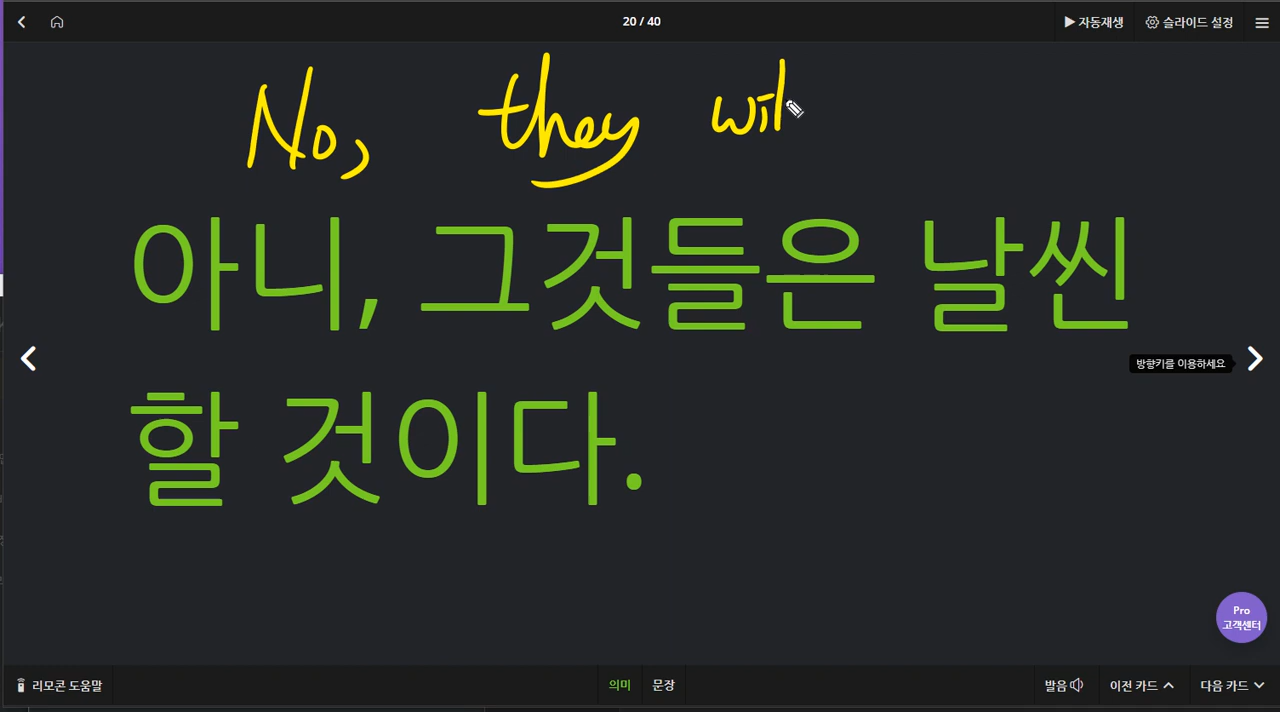 20 / 40
자동재생
슬라이드 설정
No, they wil
아니, 그것들은 날씬
할 것이다.
방향키를 이용하세요
Pro
고객센터
리모콘 도움말
의미
문장
발음
이전 카드
다음 카드